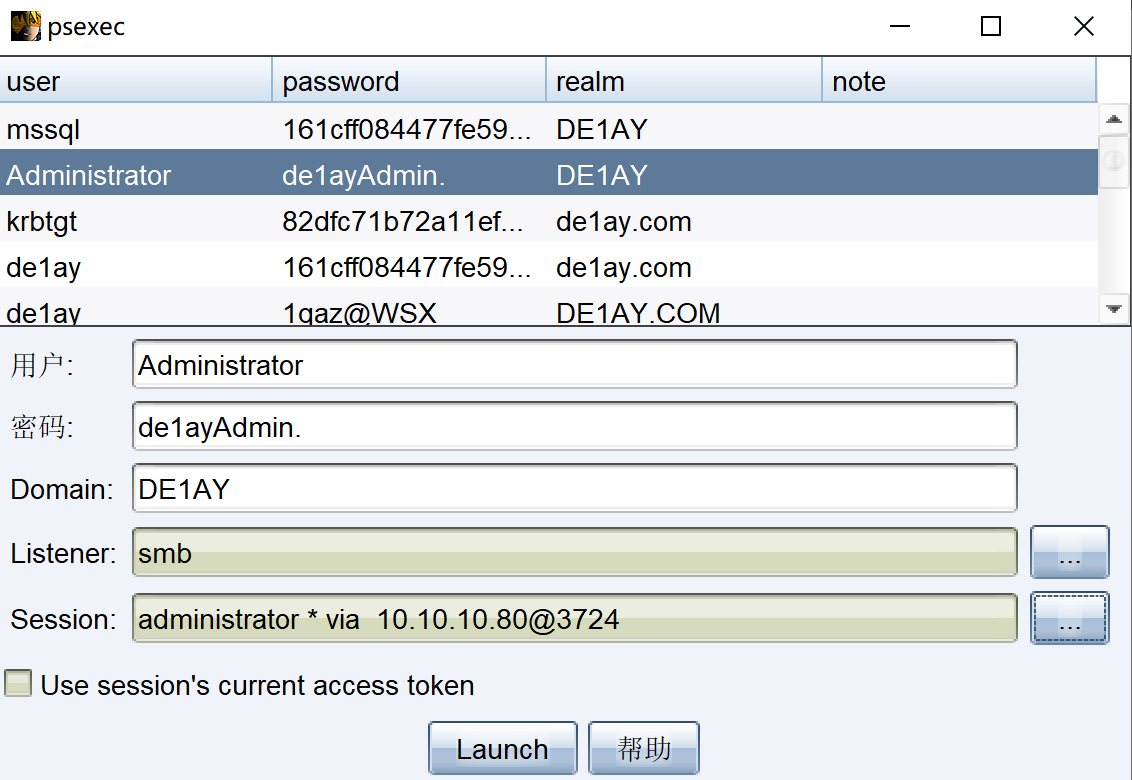 psexec
user password realm note
mssql 161cff084477fe59... DE1AY
Administrator de1ayAdmin. DE1AY
krbtgt 82dfc71b72a11ef... de1ay.com
de1ay 161cff084477fe59... de1ay.com
de1ay 1qaz@WSX DE1AY.COM
用户: Administrator
密码: de1ayAdmin.
Domain: DE1AY
Listener: smb ...
Session: administrator * via 10.10.10.80@3724 ...
Use session's current access token
Launch 帮助